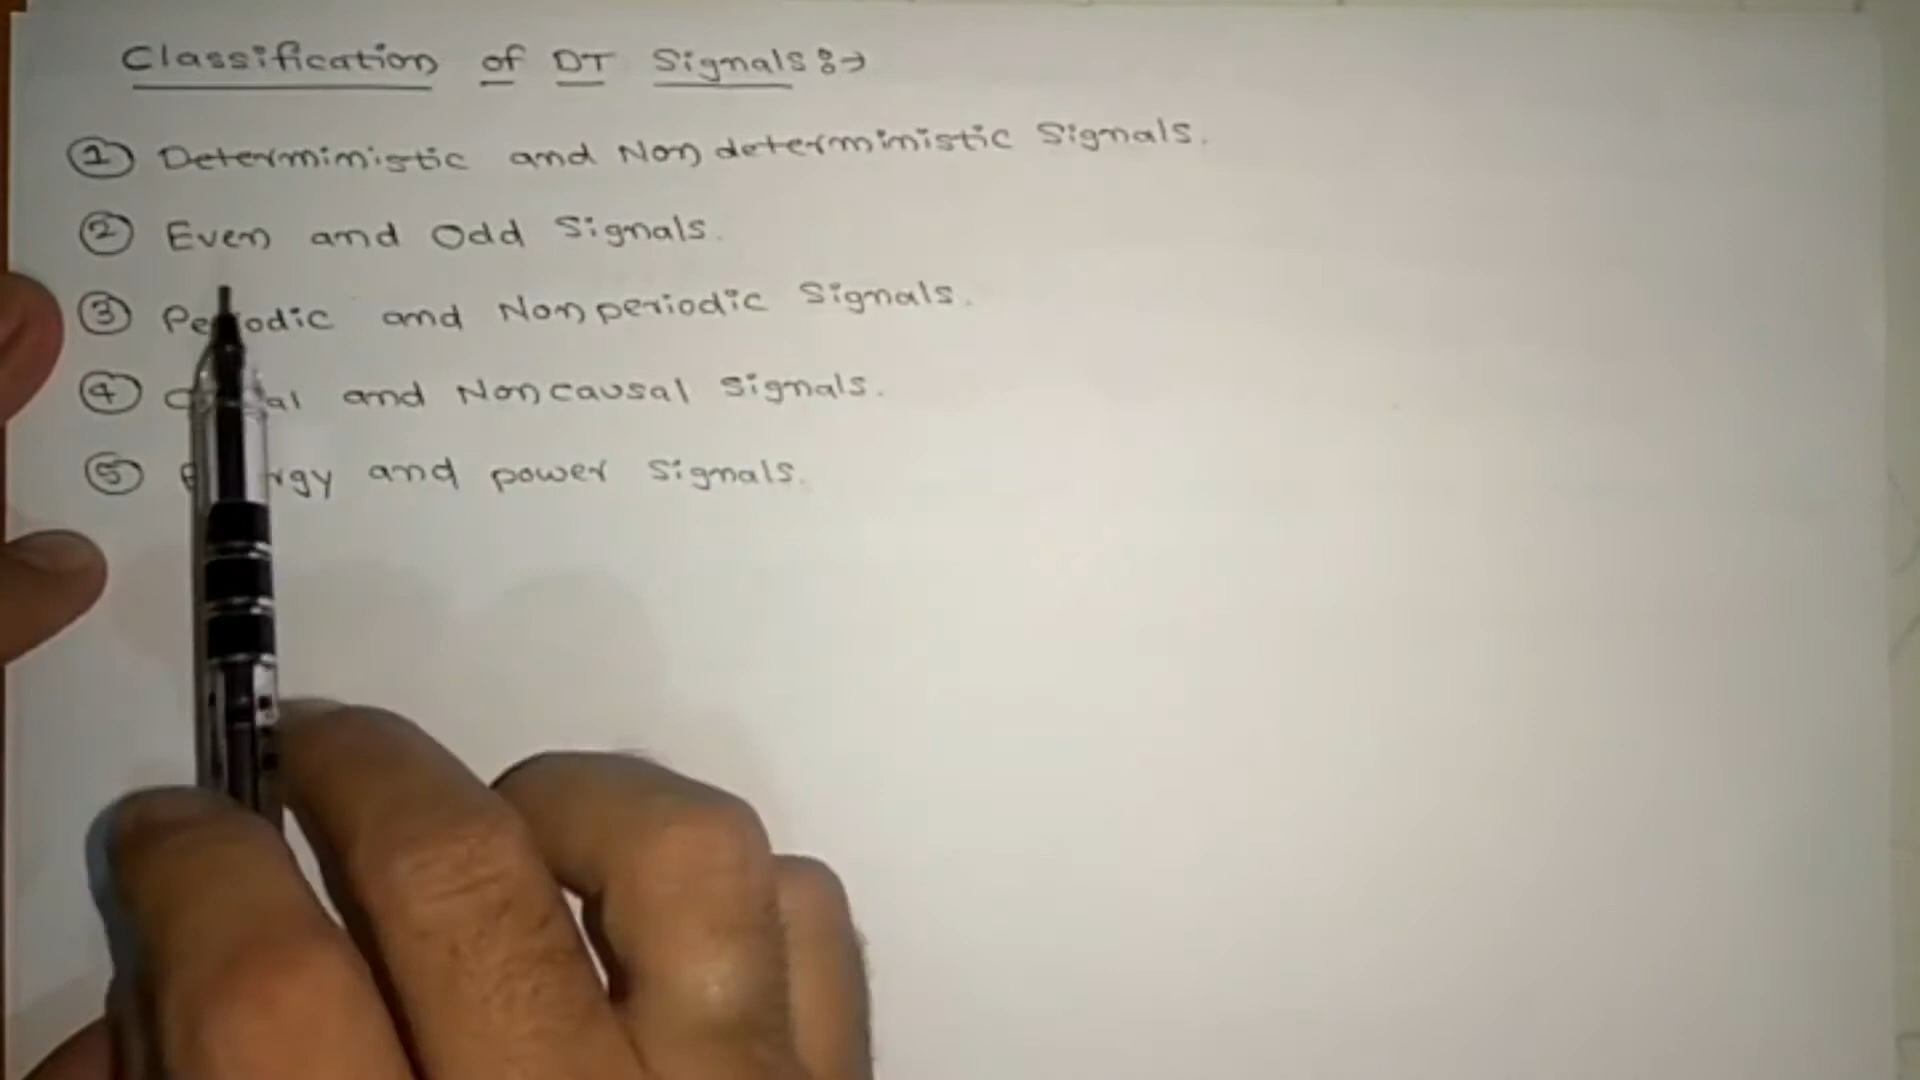 Classification of DT Signals :→
① Deterministic and Non deterministic Signals.
② Even and Odd Signals.
③ Periodic and Non periodic Signals.
④ and Non causal Signals.
⑤ and power Signals.